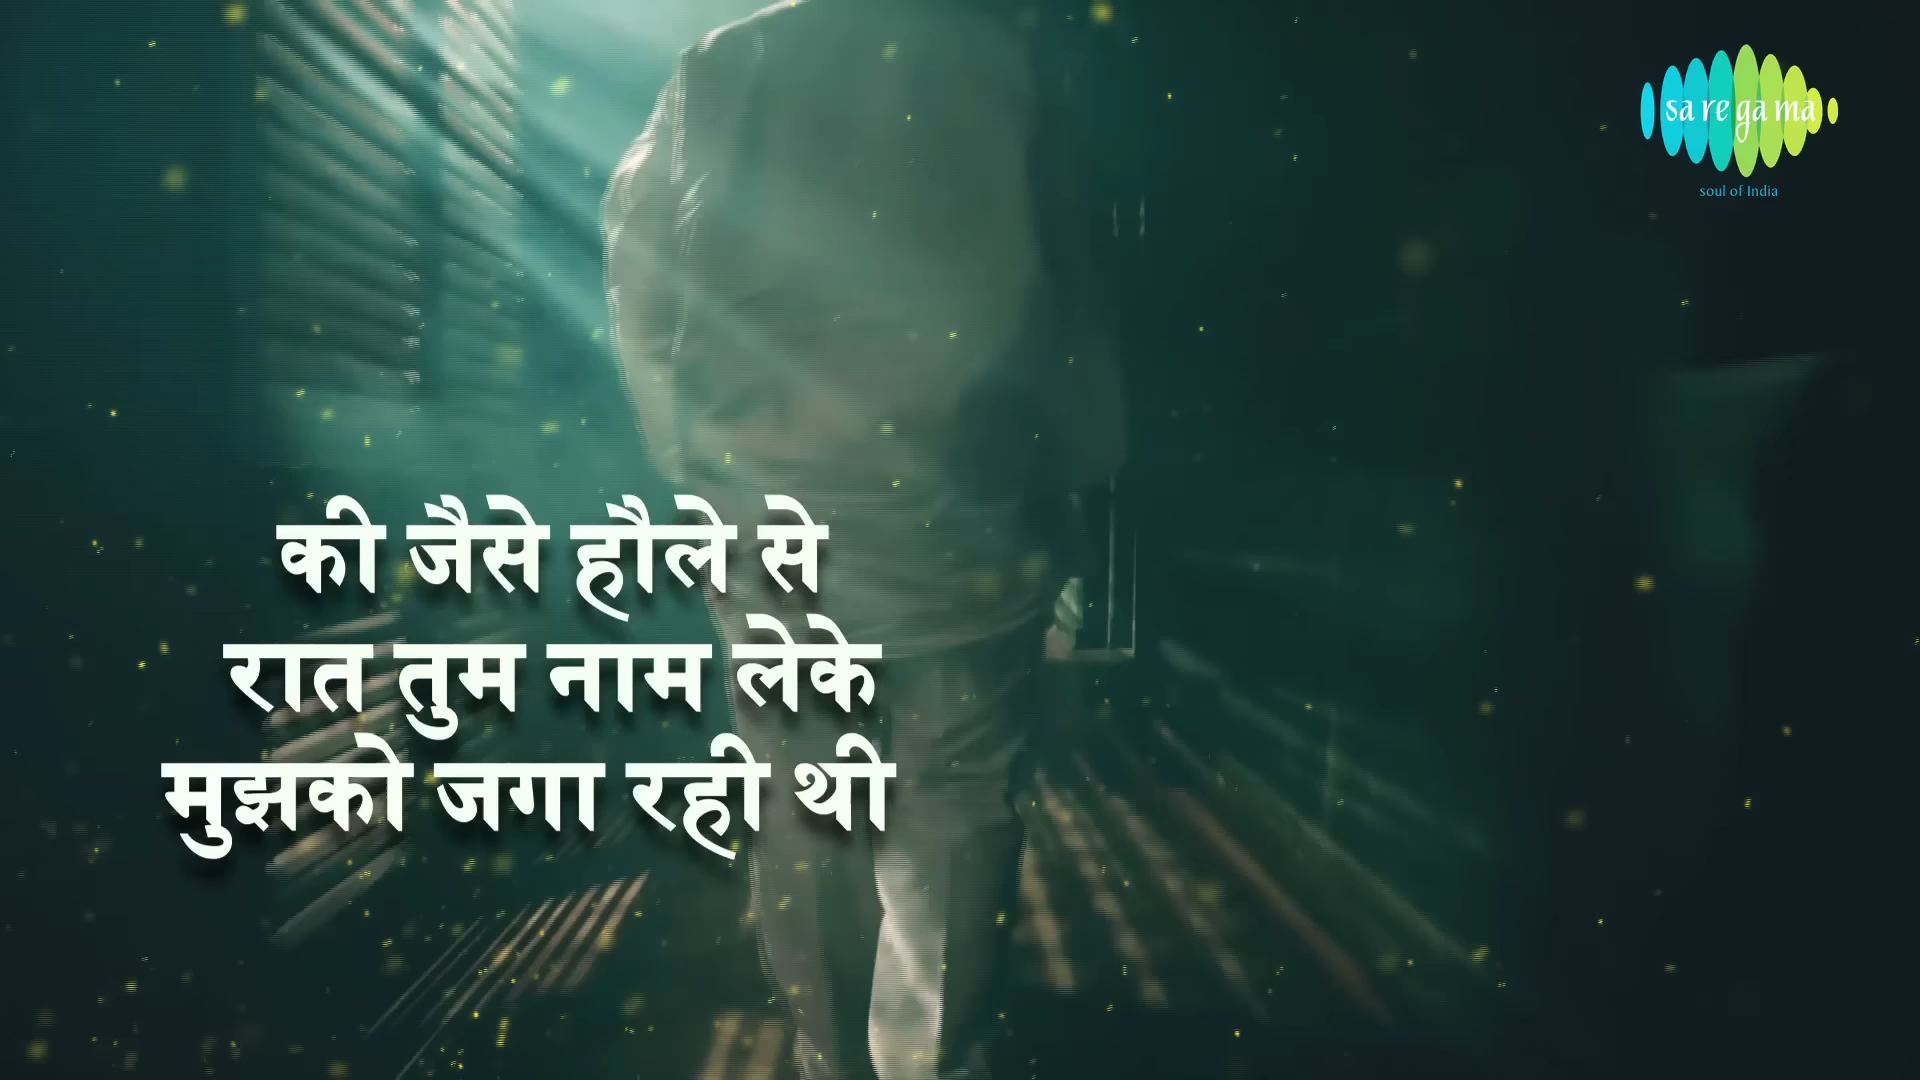 की जैसे हौले से
रात तुम नाम लेके
मुझको जगा रही थी
sa re ga ma
soul of India